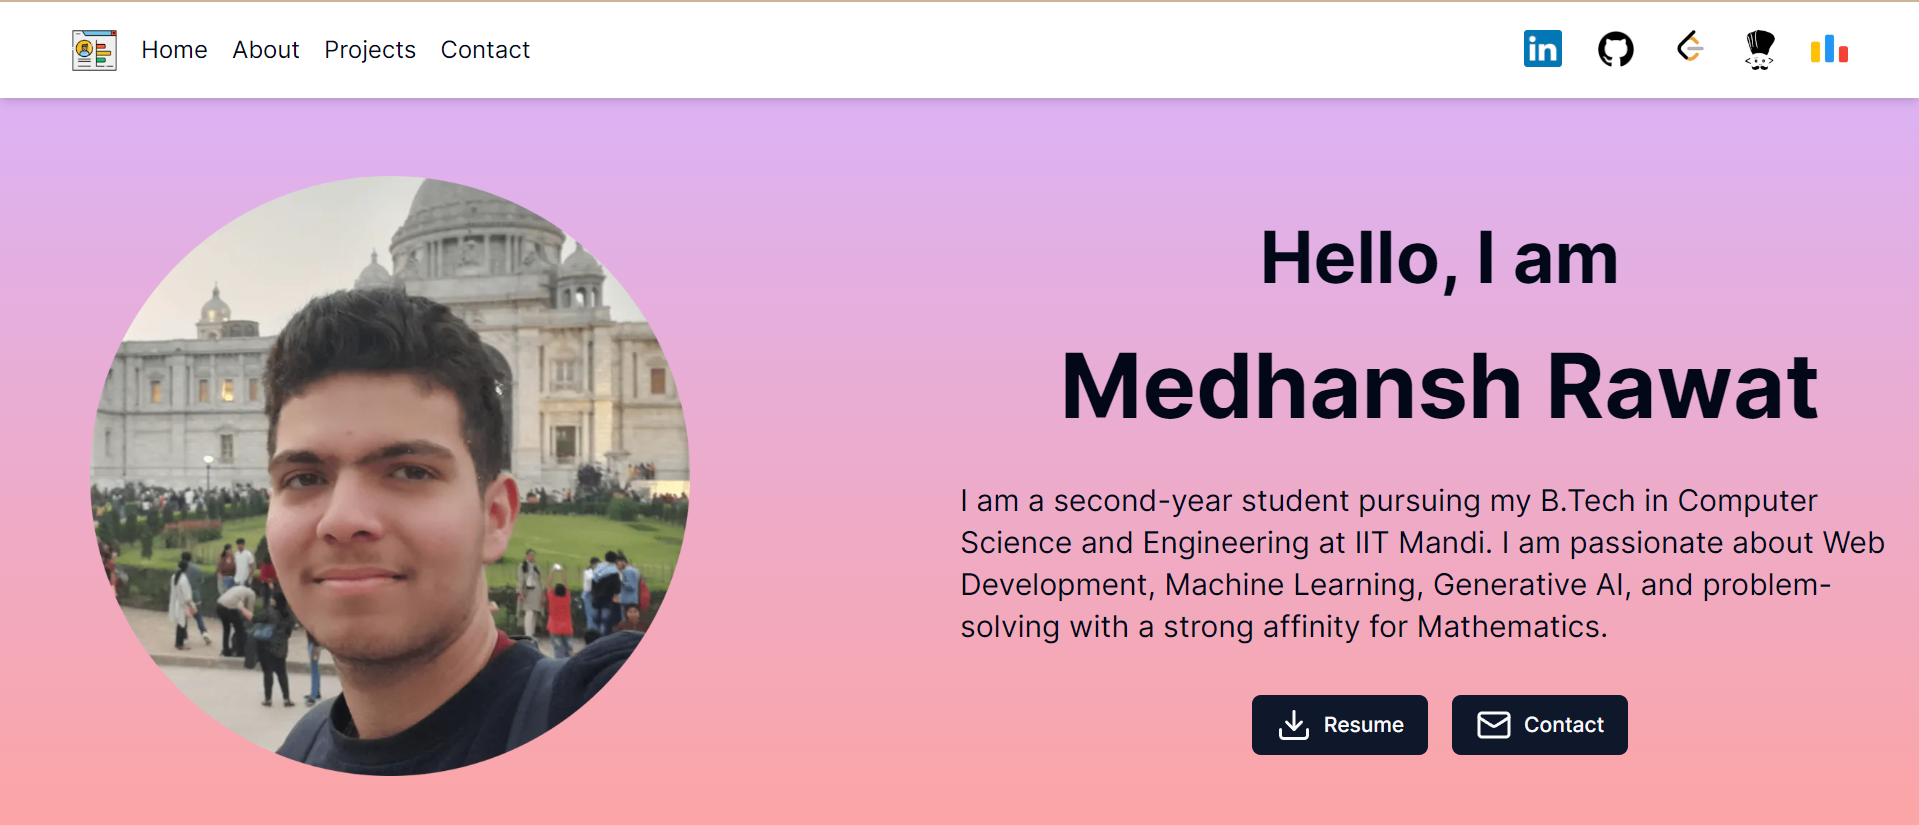 Home About Projects Contact
in
Hello, I am
Medhansh Rawat
I am a second-year student pursuing my B.Tech in Computer
Science and Engineering at IIT Mandi. I am passionate about Web
Development, Machine Learning, Generative AI, and problem-
solving with a strong affinity for Mathematics.
Resume Contact